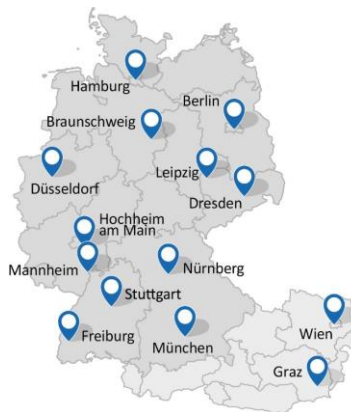 Hamburg
Berlin
Braunschweig
Leipzig
Düsseldorf
Dresden
Hochheim
am Main
Mannheim
Nürnberg
Stuttgart
Wien
Freiburg
München
Graz